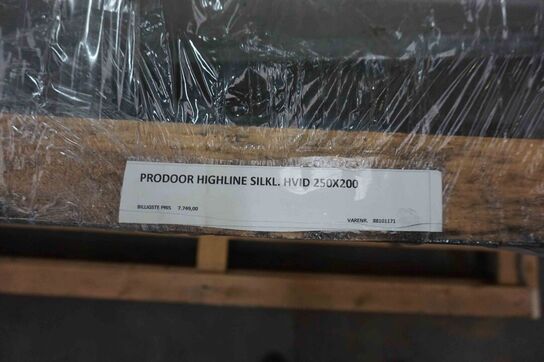 PRODOOR HIGHLINE SILKL. HVID 250X200
BILLIGSTE PRIS 7.749,00
VARENR. 88101171